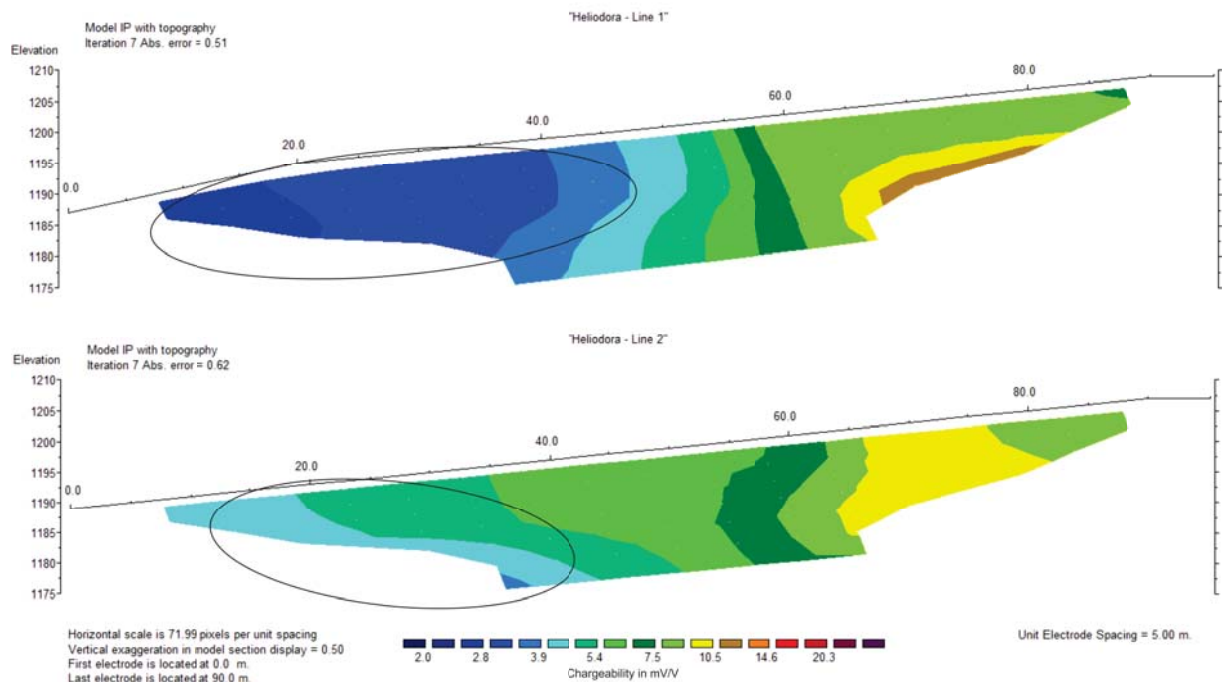 "Heliodora - Line 1"
Model IP with topography
Iteration 7 Abs. error = 0.51
Elevation
1210
1205
1200
1195
1190
1185
1180
1175
0.0
20.0
40.0
60.0
80.0
"Heliodora - Line 2"
Model IP with topography
Iteration 7 Abs. error = 0.62
Elevation
1210
1205
1200
1195
1190
1185
1180
1175
0.0
20.0
40.0
60.0
80.0
Horizontal scale is 71.99 pixels per unit spacing
Vertical exaggeration in model section display = 0.50
First electrode is located at 0.0 m.
Last electrode is located at 90.0 m.
2.0 2.8 3.9 5.4 7.5 10.5 14.6 20.3
Chargeability in mV/V
Unit Electrode Spacing = 5.00 m.